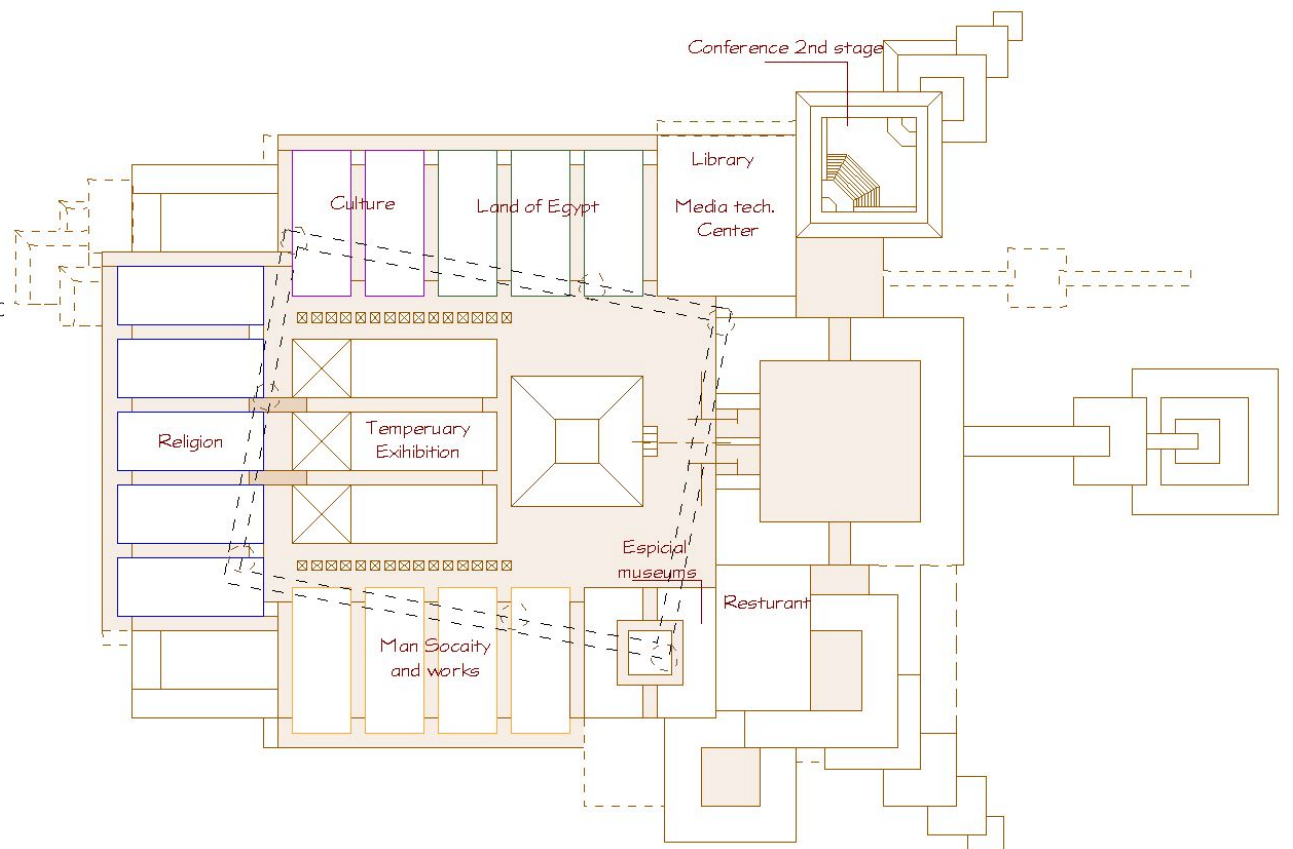 Conference 2nd stage
Library
Media tech.
Center
Culture
Land of Egypt
Religion
Temperuary
Exihibition
Espicial
museums
Resturant
Man Socaity
and works